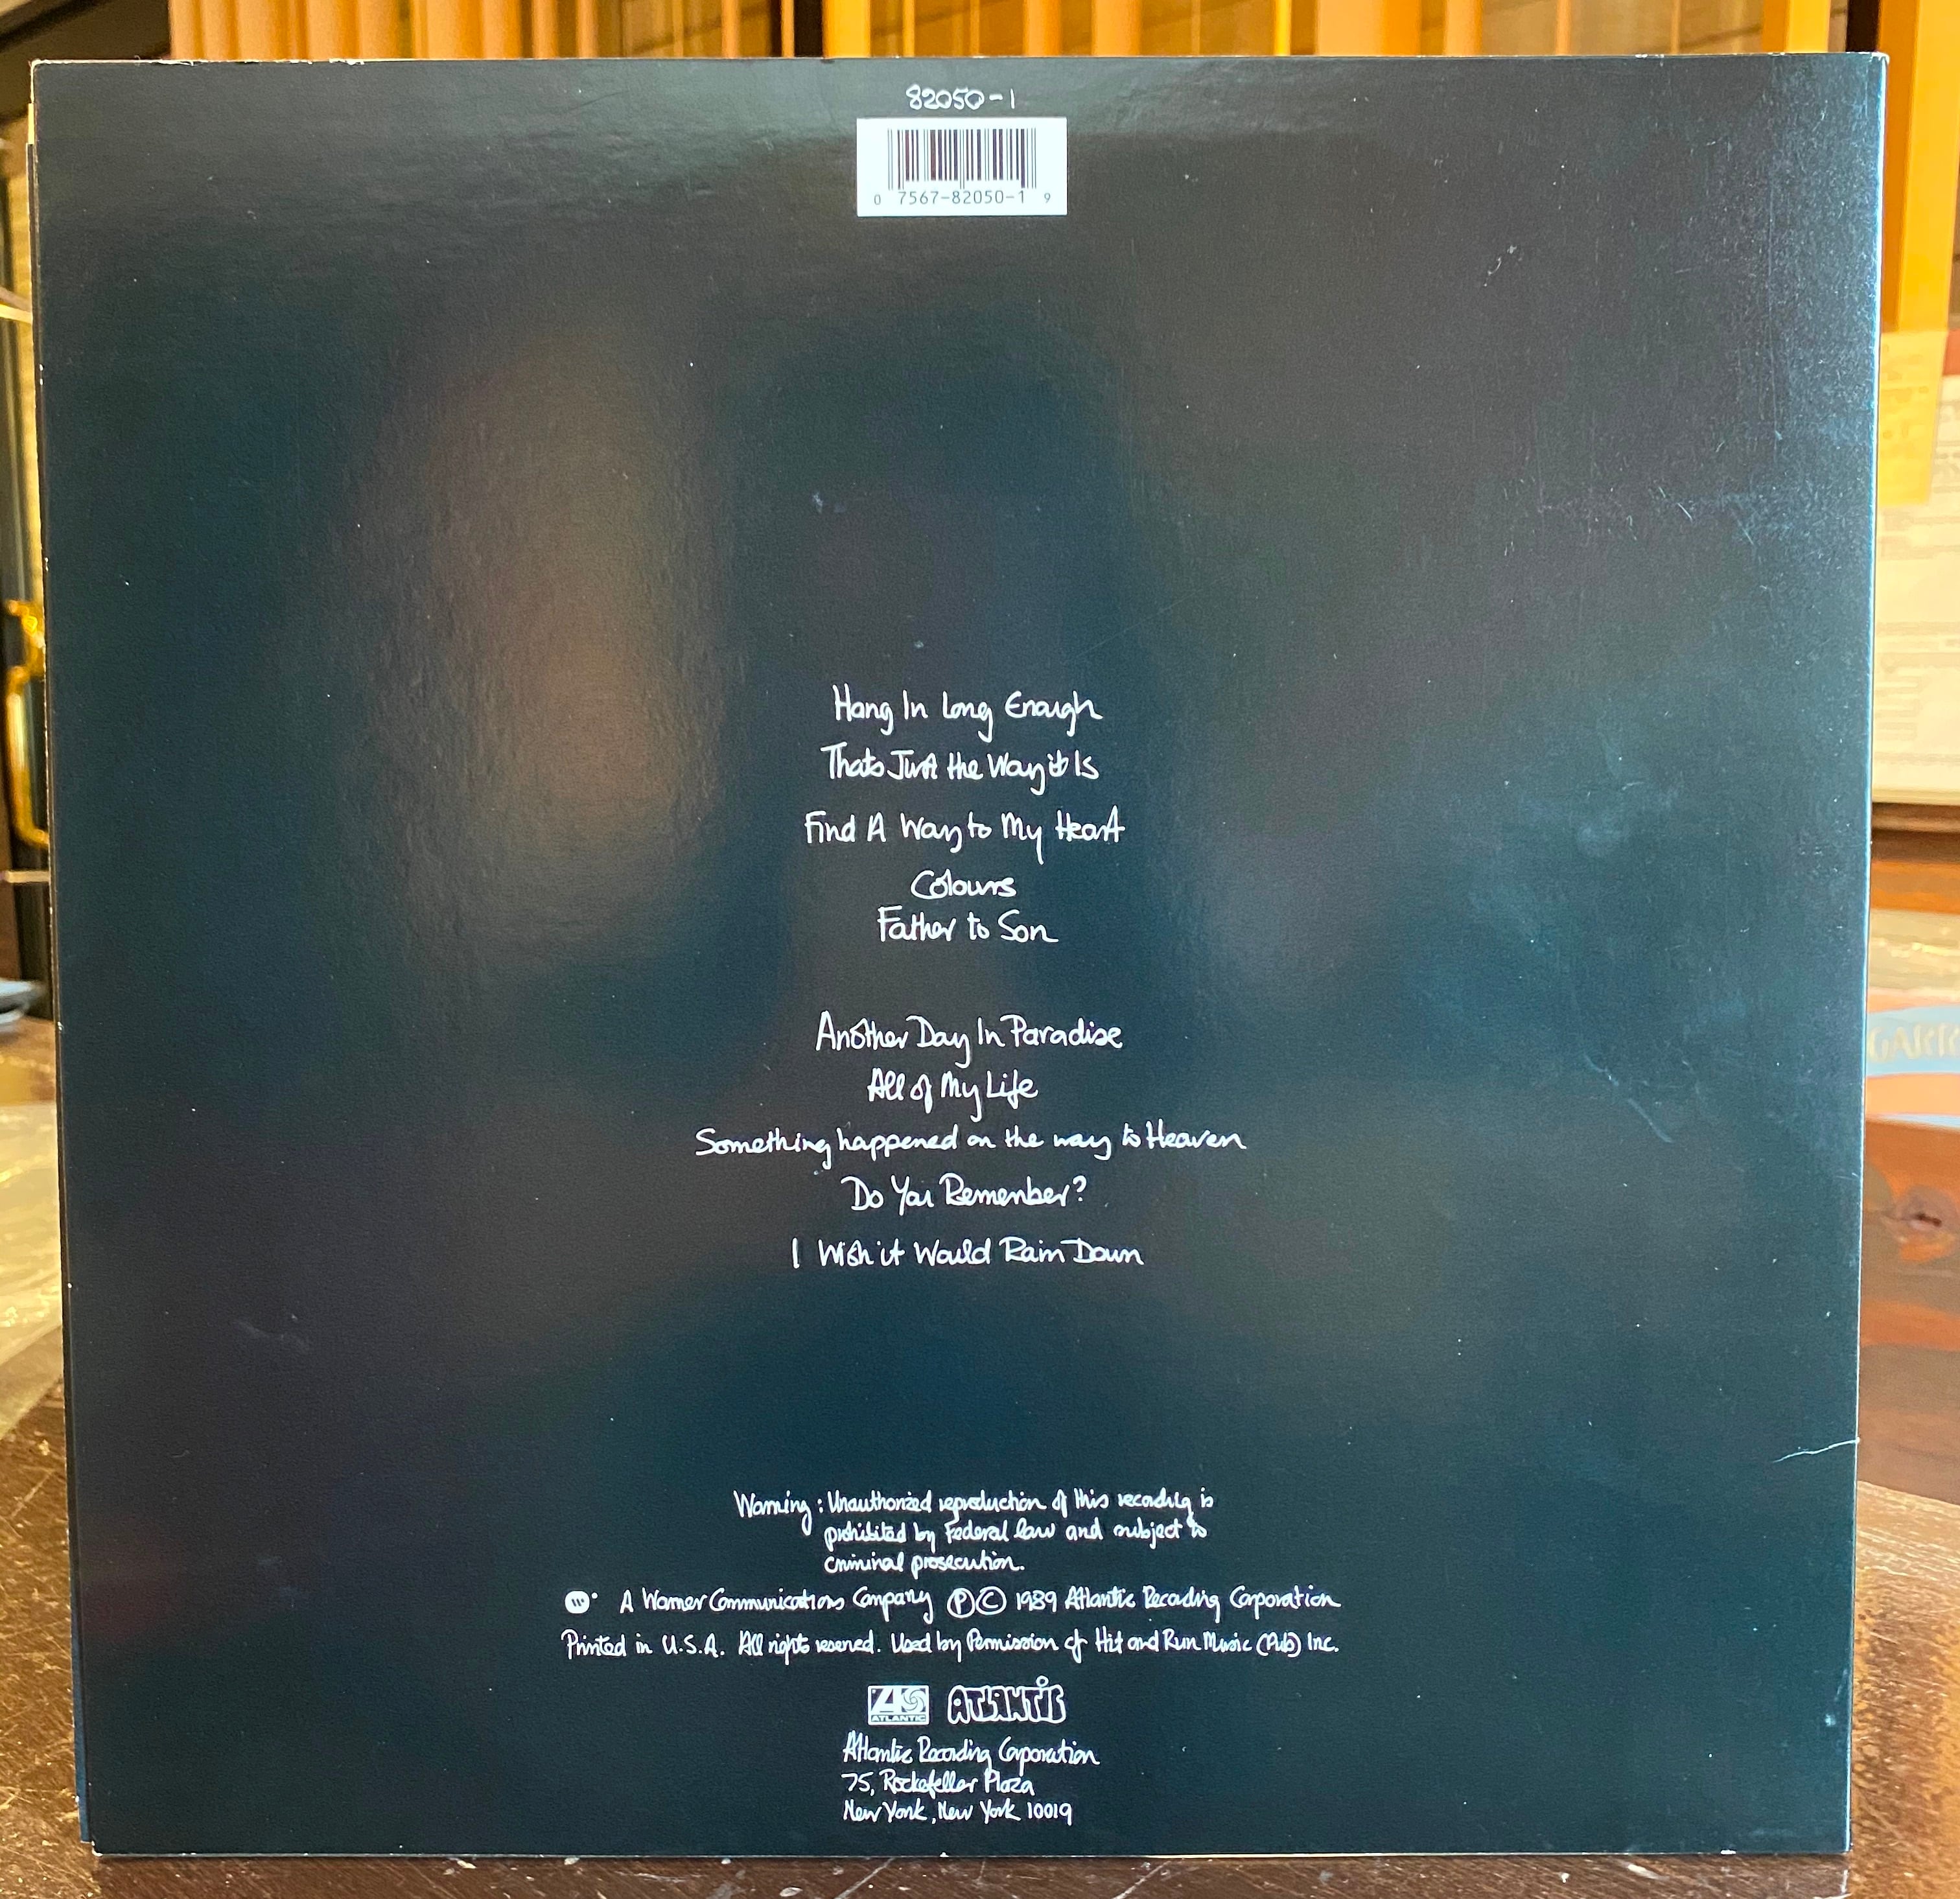 82050-1
0 7567-82050-1 9
Hang In Long Enough
Thats Just the Way it Is
Find A Way to My Heart
Colours
Father to Son
Another Day In Paradise
All of My Life
Something happened on the way to Heaven
Do You Remember?
I Wish it Would Rain Down
Warning: Unauthorized reproduction of this recording is
prohibited by Federal law and subject to
criminal prosecution.
A Warner Communications Company ℗© 1989 Atlantic Recording Corporation
Printed in U.S.A. All rights reserved. Used by Permission of Hit and Run Music (Pub) Inc.
ATLANTIC ATLANTIC
Atlantic Recording Corporation
75, Rockefeller Plaza
New York, New York 10019